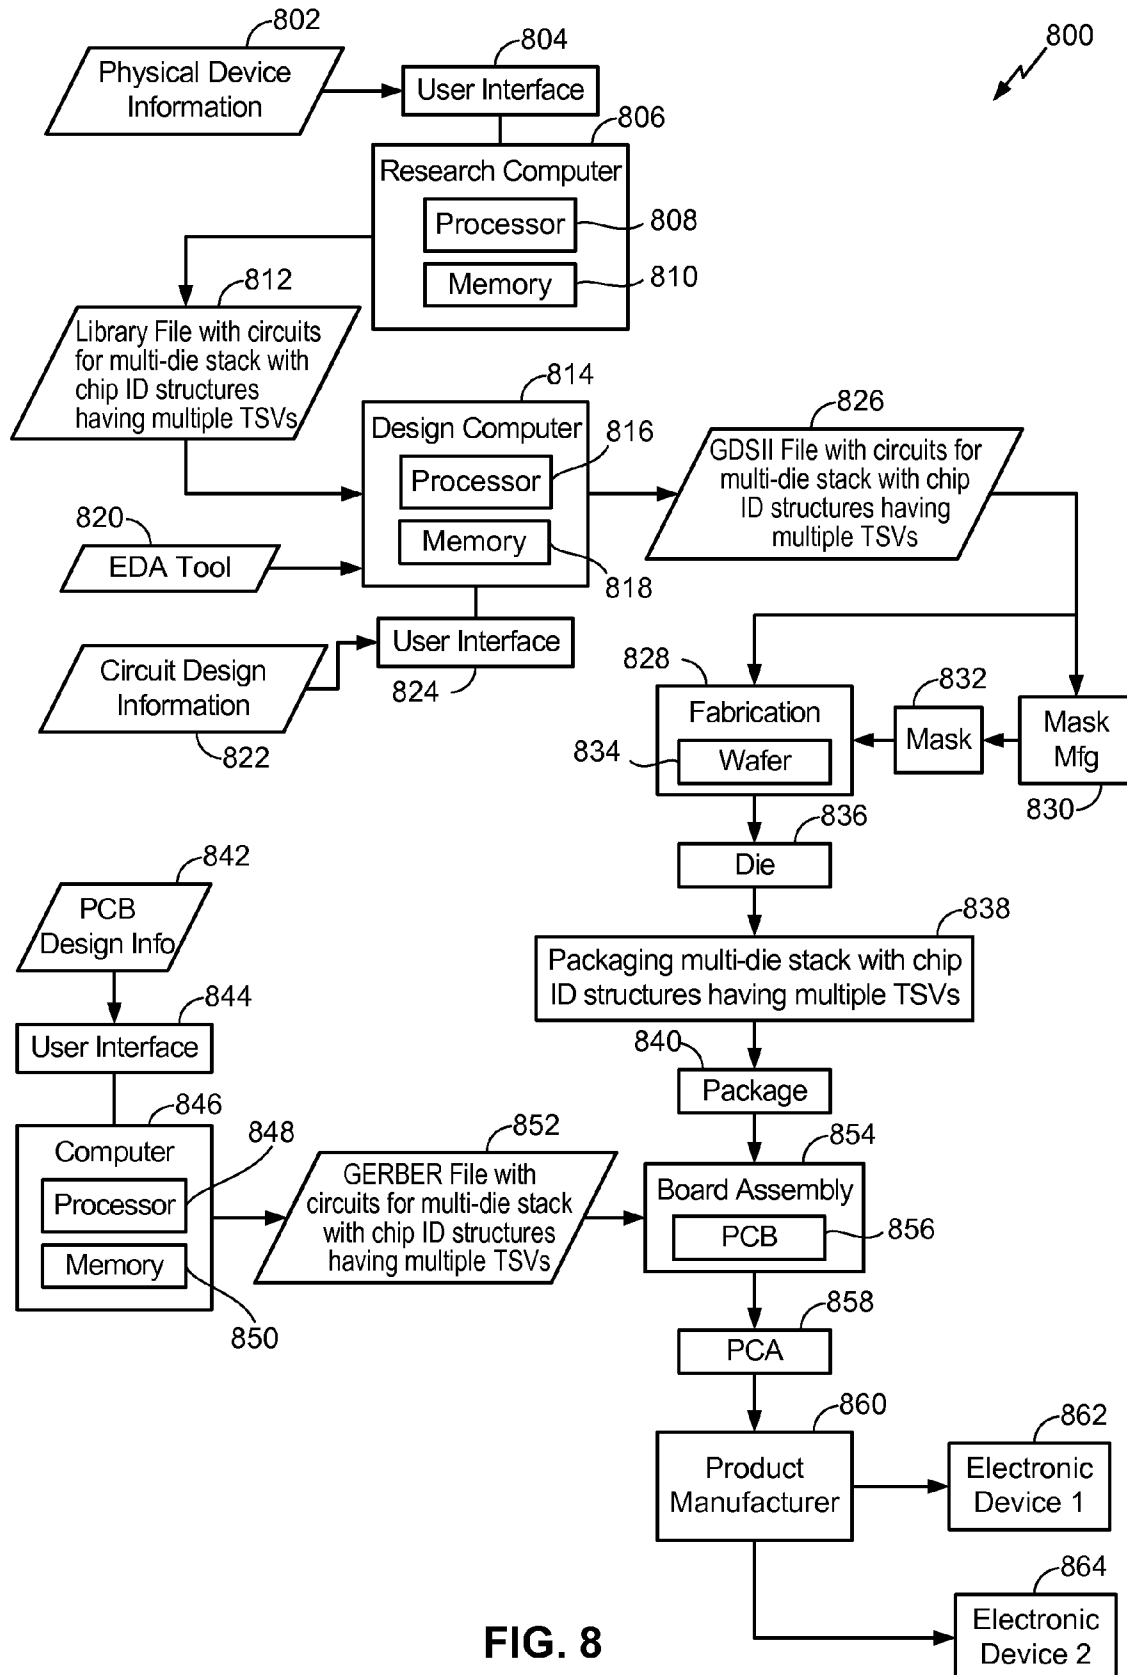 802
Physical Device
Information
804
User Interface
800
806
Research Computer
Processor
808
Memory
810
812
Library File with circuits
for multi-die stack with
chip ID structures
having multiple TSVs
814
Design Computer
816
Processor
Memory
818
826
GDSII File with circuits for
multi-die stack with chip
ID structures having
multiple TSVs
820
EDA Tool
User Interface
824
Circuit Design
Information
822
828
Fabrication
834
Wafer
832
Mask
Mask
Mfg
830
836
Die
838
Packaging multi-die stack with chip
ID structures having multiple TSVs
840
Package
842
PCB
Design Info
844
User Interface
846
Computer
848
Processor
Memory
850
852
GERBER File with
circuits for multi-die stack
with chip ID structures
having multiple TSVs
854
Board Assembly
PCB
856
858
PCA
860
Product
Manufacturer
862
Electronic
Device 1
864
Electronic
Device 2
FIG. 8